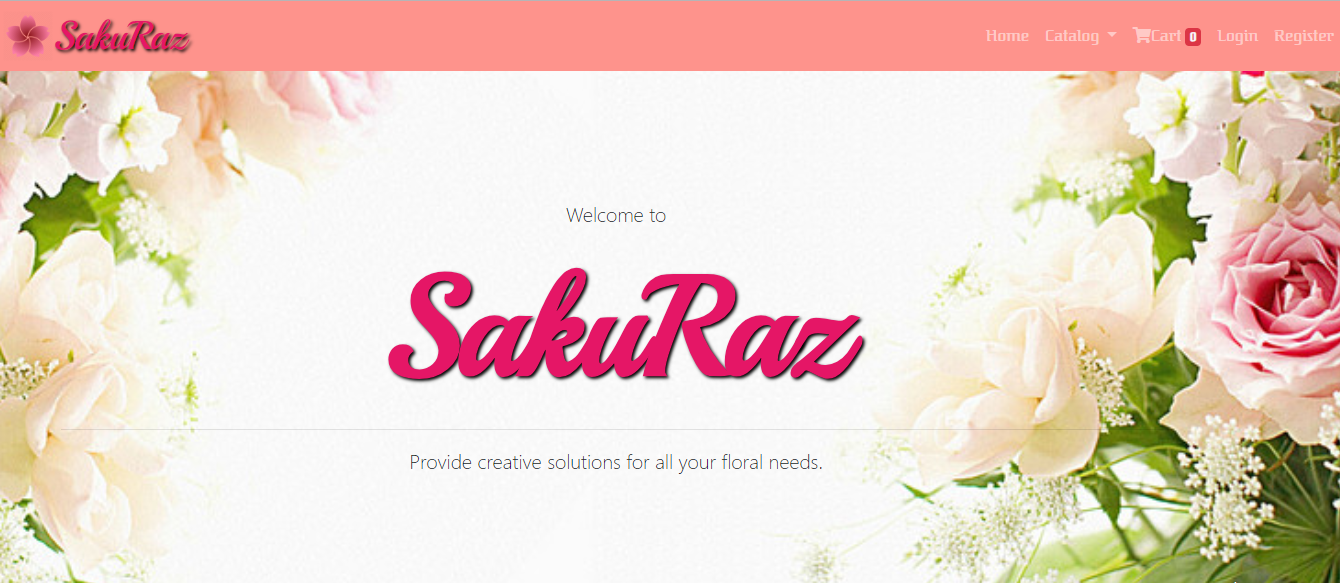 SakuRaz
Home Catalog Cart 0 Login Register
Welcome to
SakuRaz
Provide creative solutions for all your floral needs.